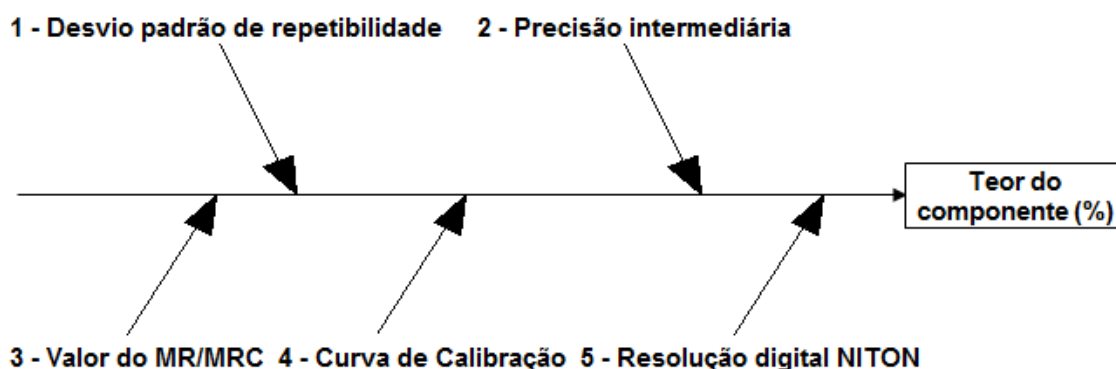 1 - Desvio padrão de repetibilidade
2 - Precisão intermediária
Teor do
componente (%)
3 - Valor do MR/MRC
4 - Curva de Calibração
5 - Resolução digital NITON